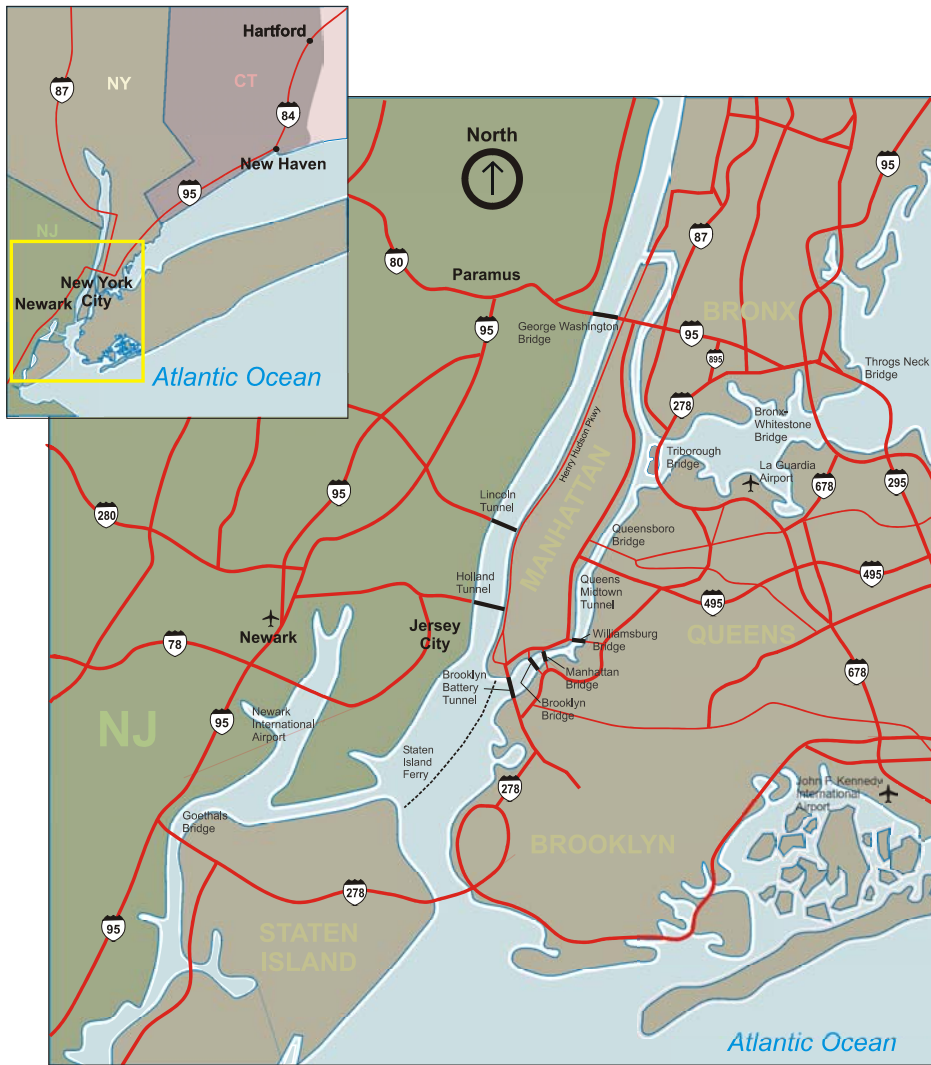 Hartford
NY
CT
87
84
New Haven
95
NJ
New York
City
Newark
Atlantic Ocean
North
95
87
80
Paramus
BRONX
95
George Washington
Bridge
95
895
Throgs Neck
Bridge
278
Bronx-
Whitestone
Bridge
Henry Hudson Pkwy
MANHATTAN
Triborough
Bridge
La Guardia
Airport
678
295
95
Lincoln
Tunnel
280
Queensboro
Bridge
Holland
Tunnel
Queens
Midtown
Tunnel
495
495
Newark
Jersey
City
Williamsburg
Bridge
QUEENS
78
Manhattan
Bridge
678
Brooklyn
Battery
Tunnel
Brooklyn
Bridge
NJ
95
Newark
International
Airport
Staten
Island
Ferry
278
John F Kennedy
International
Airport
Goethals
Bridge
BROOKLYN
278
95
STATEN
ISLAND
Atlantic Ocean